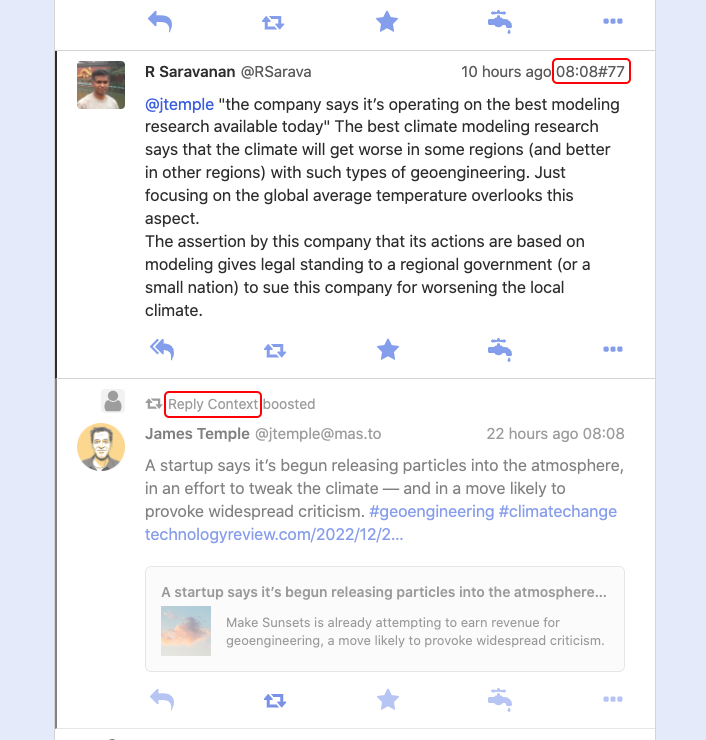 R Saravanan @RSarava 10 hours ago 08:08#77
@jtemple "the company says it’s operating on the best modeling
research available today" The best climate modeling research
says that the climate will get worse in some regions (and better
in other regions) with such types of geoengineering. Just
focusing on the global average temperature overlooks this
aspect.
The assertion by this company that its actions are based on
modeling gives legal standing to a regional government (or a
small nation) to sue this company for worsening the local
climate.
Reply Context boosted
James Temple @jtemple@mas.to 22 hours ago 08:08
A startup says it’s begun releasing particles into the atmosphere,
in an effort to tweak the climate — and in a move likely to
provoke widespread criticism. #geoengineering #climatechange
technologyreview.com/2022/12/2...
A startup says it’s begun releasing particles into the atmosphere...
Make Sunsets is already attempting to earn revenue for
geoengineering, a move likely to provoke widespread criticism.